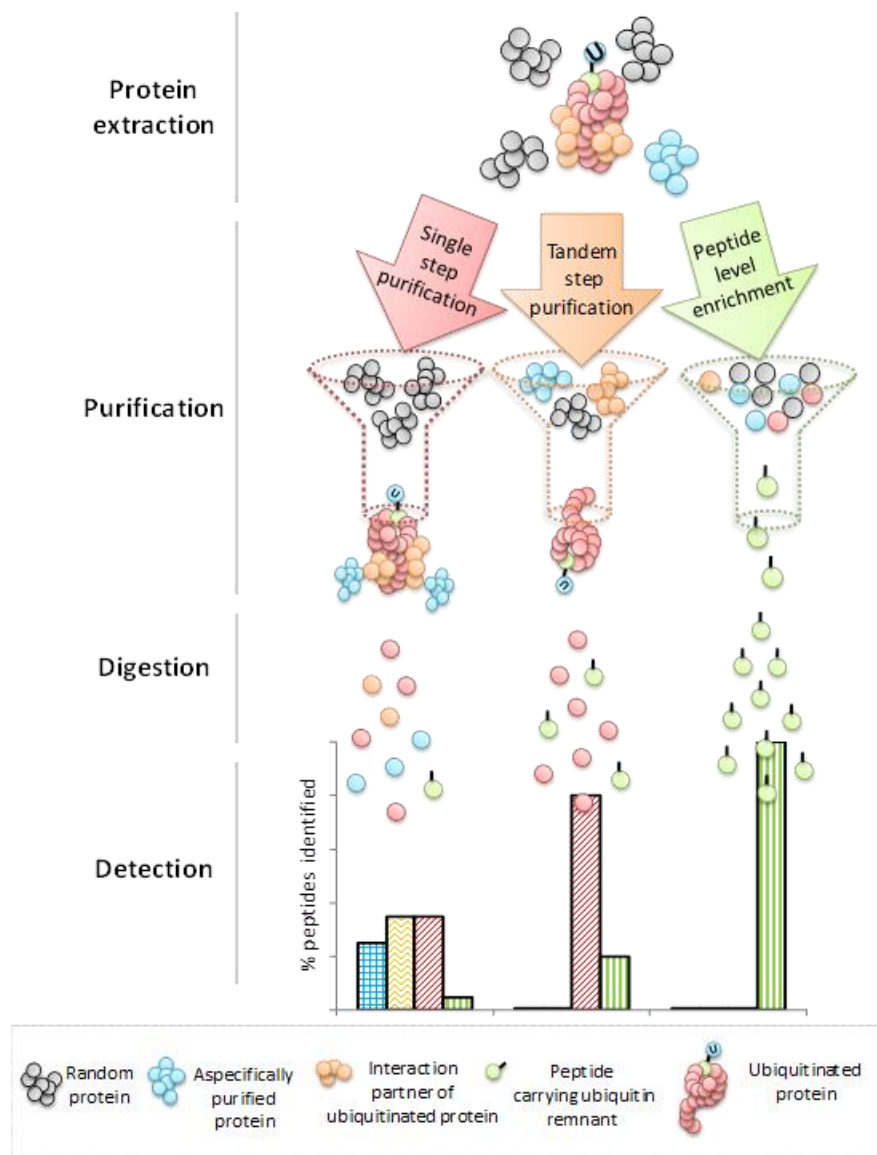 Protein
extraction
Single
step
purification
Tandem
step
purification
Peptide
level
enrichment
Purification
Digestion
Detection
% peptides identified
Random
protein
Aspecifically
purified
protein
Interaction
partner of
ubiquitinated protein
Peptide
carrying ubiquitin
remnant
Ubiquitinated
protein
U
U
U
U